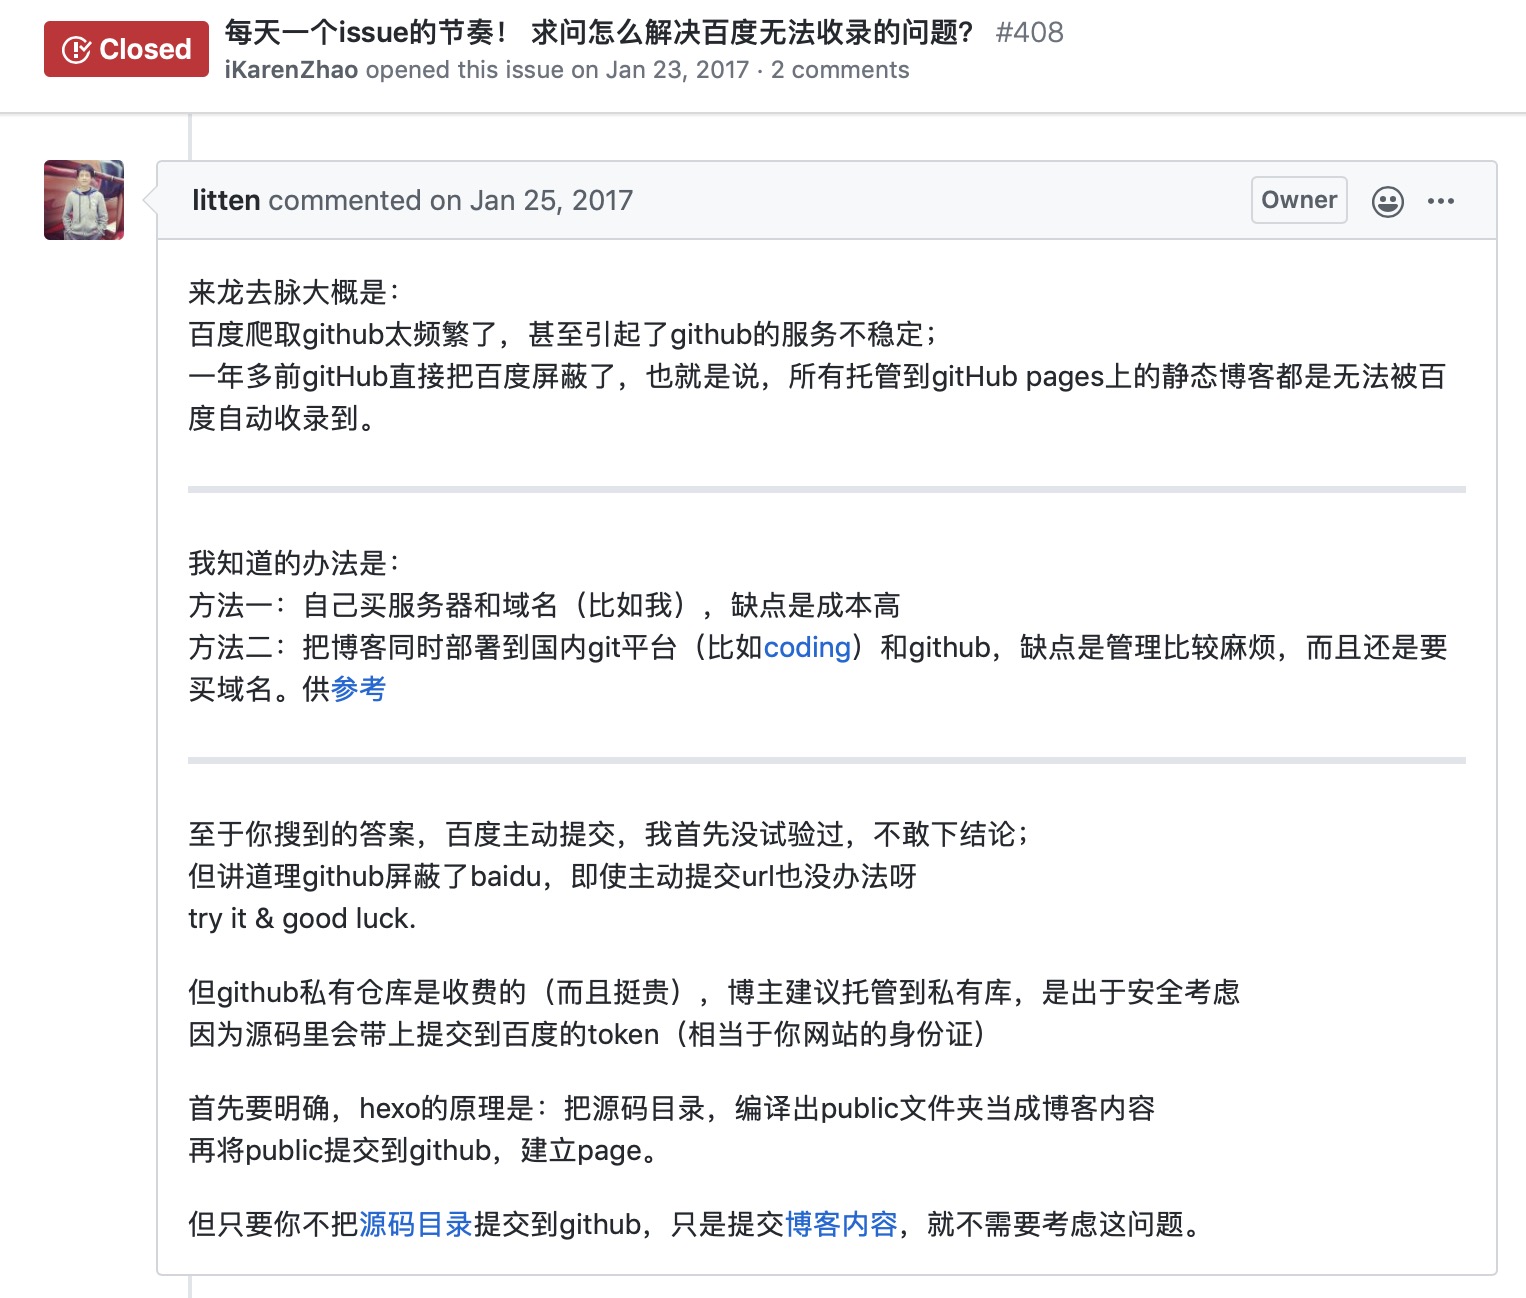 Closed
每天一个issue的节奏！ 求问怎么解决百度无法收录的问题？ #408
iKarenZhao opened this issue on Jan 23, 2017 · 2 comments
litten commented on Jan 25, 2017
Owner
来龙去脉大概是：
百度爬取github太频繁了，甚至引起了github的服务不稳定；
一年多前gitHub直接把百度屏蔽了，也就是说，所有托管到gitHub pages上的静态博客都是无法被百
度自动收录到。
我知道的办法是：
方法一：自己买服务器和域名（比如我），缺点是成本高
方法二：把博客同时部署到国内git平台（比如coding）和github，缺点是管理比较麻烦，而且还是要
买域名。供参考
至于你搜到的答案，百度主动提交，我首先没试验过，不敢下结论；
但讲道理github屏蔽了baidu，即使主动提交url也没办法呀
try it & good luck.
但github私有仓库是收费的（而且挺贵），博主建议托管到私有库，是出于安全考虑
因为源码里会带上提交到百度的token（相当于你网站的身份证）
首先要明确，hexo的原理是：把源码目录，编译出public文件夹当成博客内容
再将public提交到github，建立page。
但只要你不把源码目录提交到github，只是提交博客内容，就不需要考虑这问题。